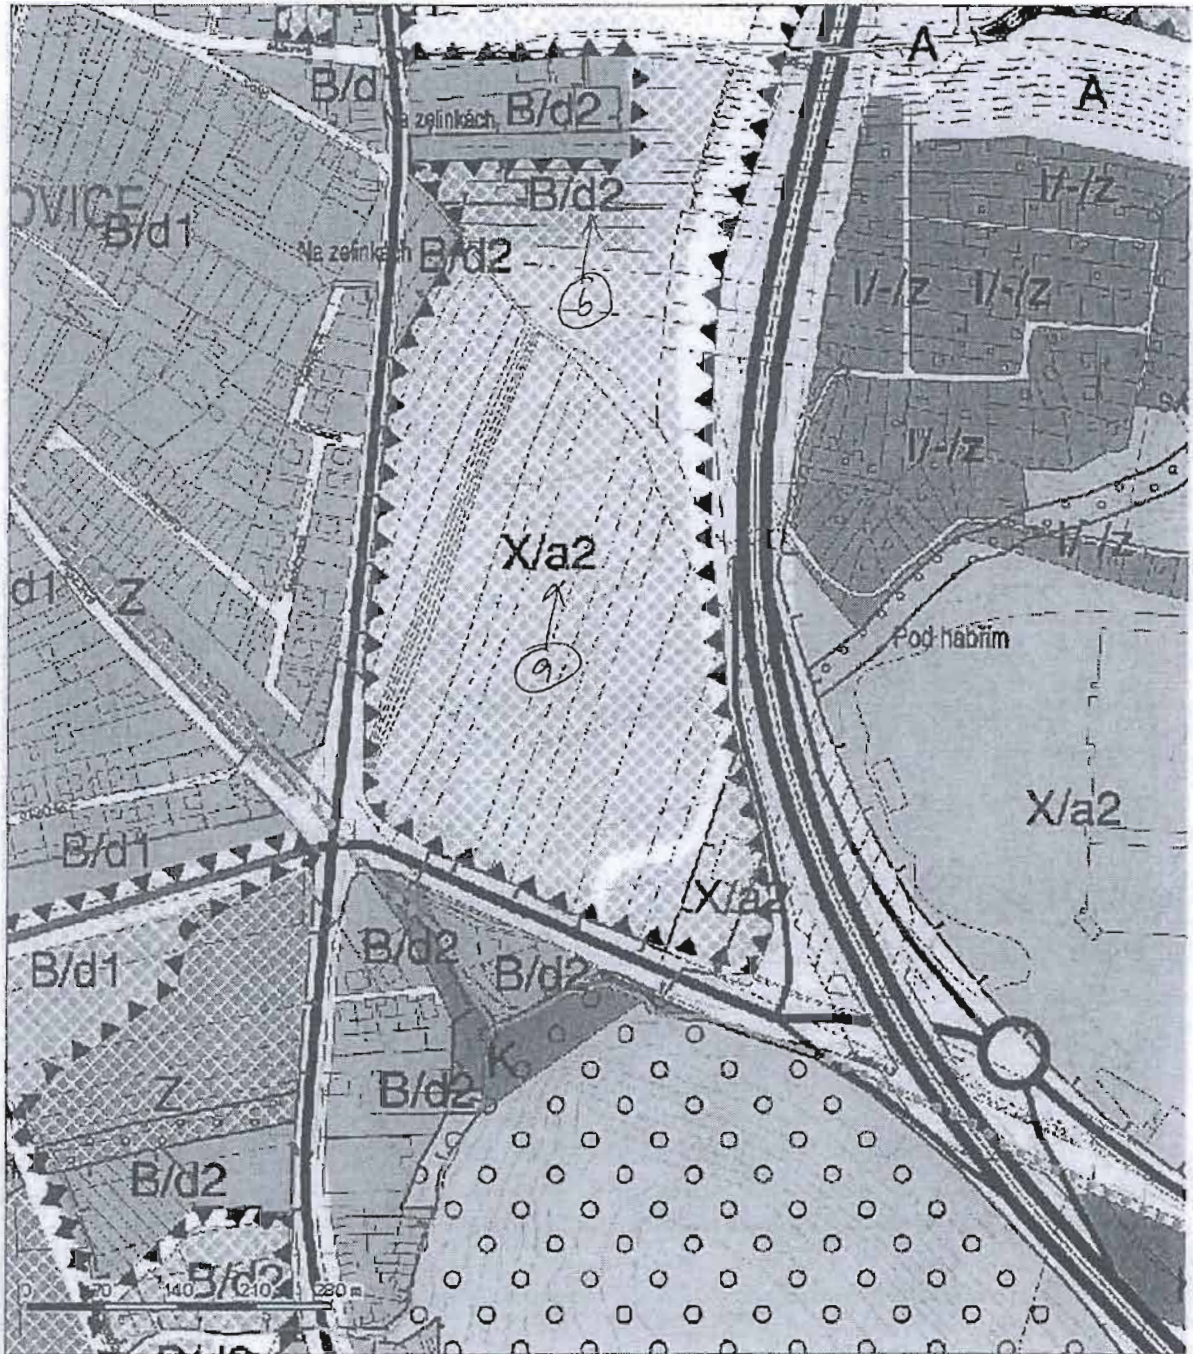 A
B/d
B/d2
Na zelinkách
A
I/-/z
B/d2
OVICE
B/d1
Na zelinkách
B/d2
6
I/-/z
I/-/z
I/-/z
X/a2
I/-/z
d1
Z
9
Pod habřím
X/a2
B/d1
X/a2
B/d2
B/d2
B/d1
K
Z
B/d2
B/d2
B/d2
0 70 140 210 280 m